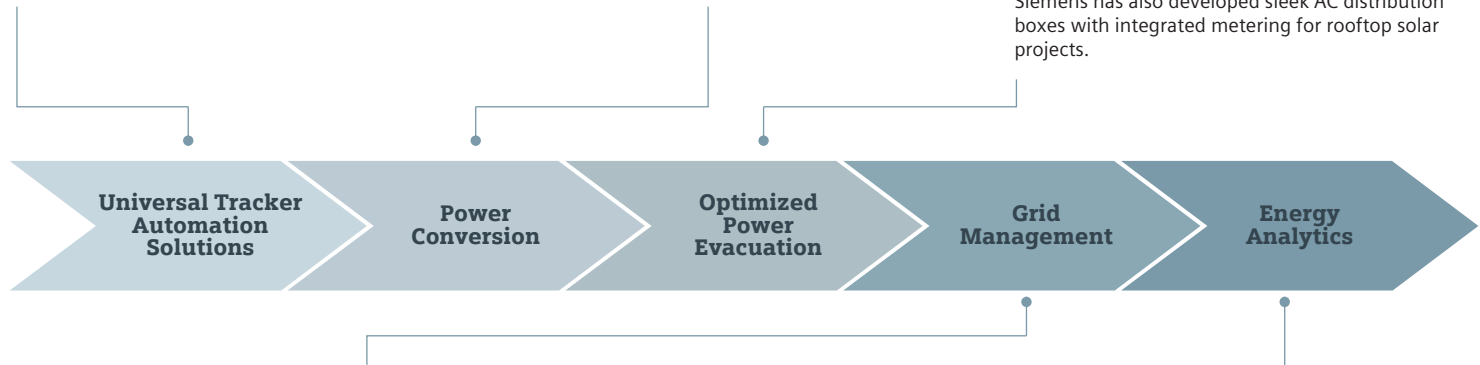 Siemens has also developed sleek AC distribution
boxes with integrated metering for rooftop solar
projects.
Universal Tracker
Automation
Solutions
Power
Conversion
Optimized
Power
Evacuation
Grid
Management
Energy
Analytics